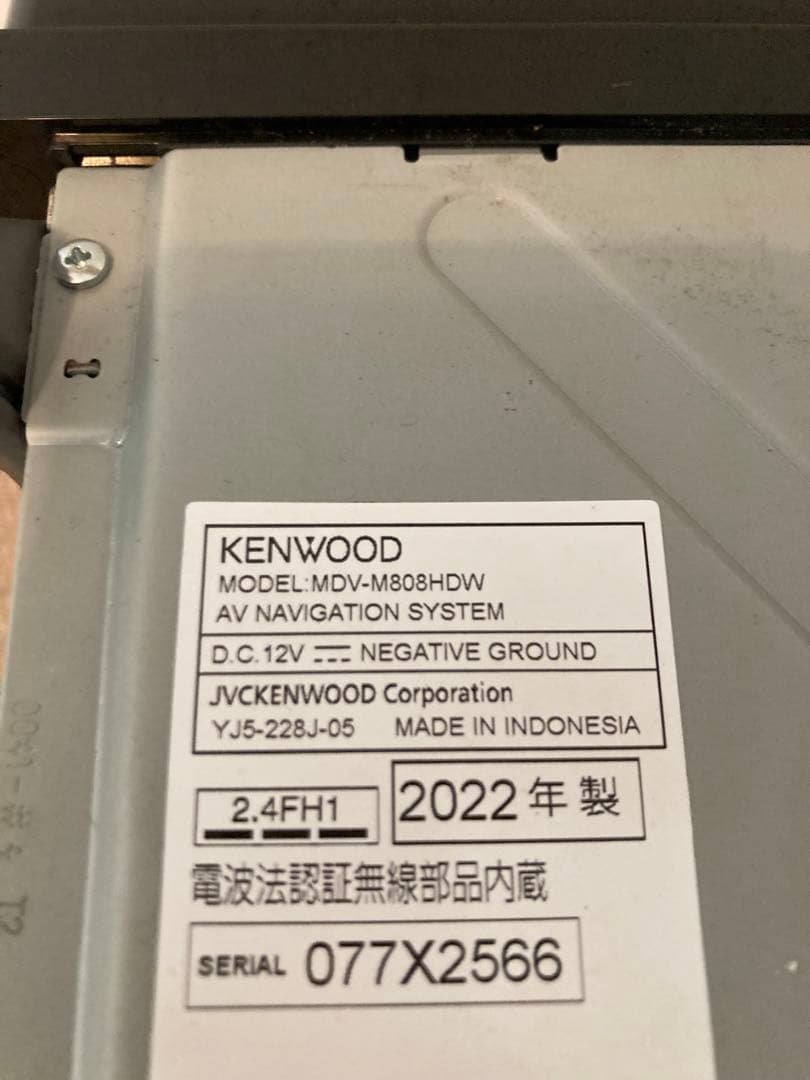 KENWOOD
MODEL:MDV-M808HDW
AV NAVIGATION SYSTEM
D.C.12V NEGATIVE GROUND
JVCKENWOOD Corporation
YJ5-228J-05 MADE IN INDONESIA
2.4FH1
2022年製
電波法認証無線部品内蔵
SERIAL 077X2566